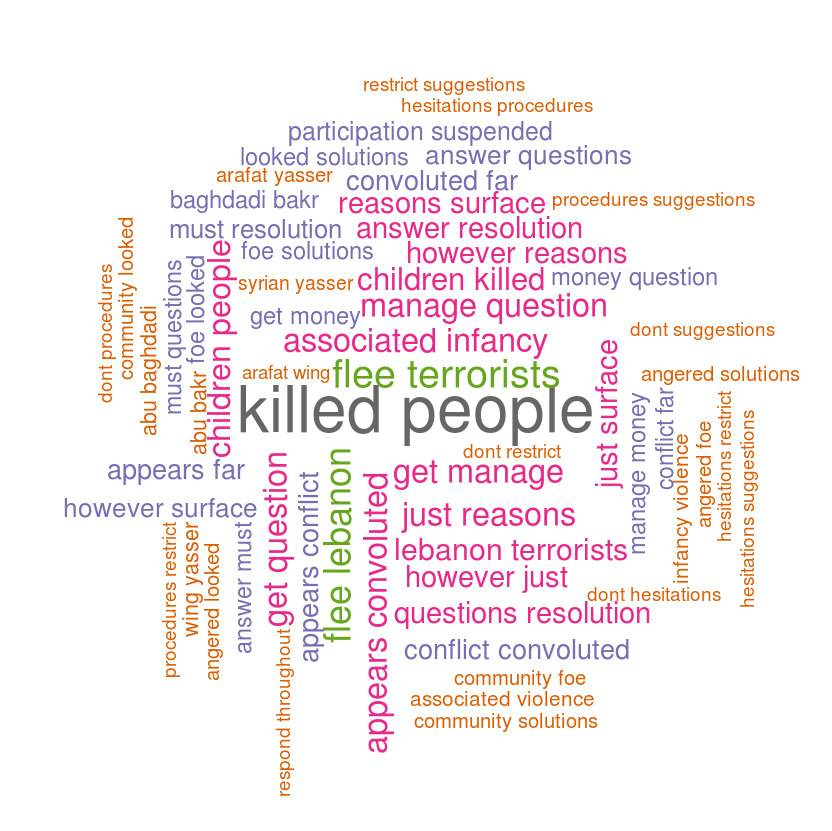 restrict suggestions
hesitations procedures
participation suspended
looked solutions
answer questions
arafat yasser
convoluted far
baghdadi bakr
reasons surface
procedures suggestions
must resolution
answer resolution
foe solutions
however reasons
syrian yasser
children killed
money question
get money
manage question
dont suggestions
associated infancy
arafat wing
flee terrorists
angered solutions
killed people
dont procedures
community looked
abu baghdadi
must questions
foe looked
abu bakr
children people
just surface
manage money
conflict far
infancy violence
angered foe
hesitations restrict
hesitations suggestions
dont restrict
appears far
get manage
however surface
just reasons
lebanon terrorists
however just
dont hesitations
questions resolution
procedures restrict
wing yasser
angered looked
answer must
get question
respond throughout
appears conflict
flee lebanon
appears convoluted
conflict convoluted
community foe
associated violence
community solutions